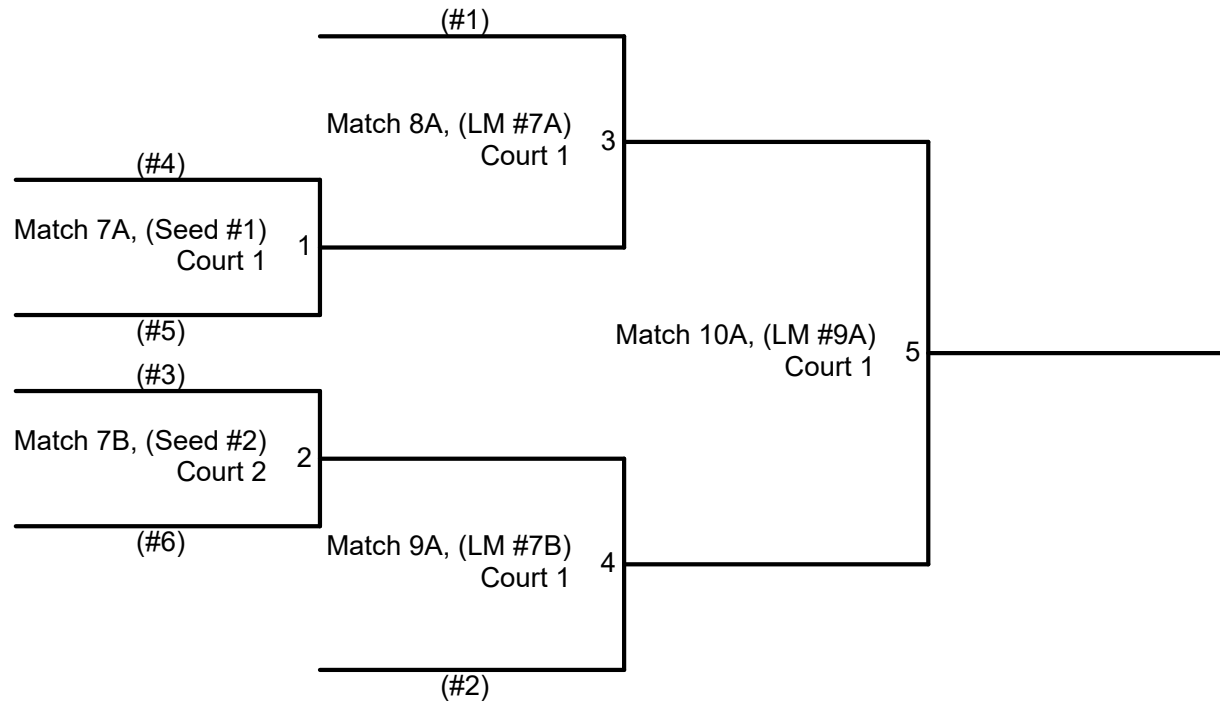 (#1)
Match 8A, (LM #7A)
Court 1
3
(#4)
Match 7A, (Seed #1)
Court 1
1
(#5)
Match 10A, (LM #9A)
Court 1
5
(#3)
Match 7B, (Seed #2)
Court 2
2
(#6)
Match 9A, (LM #7B)
Court 1
4
(#2)